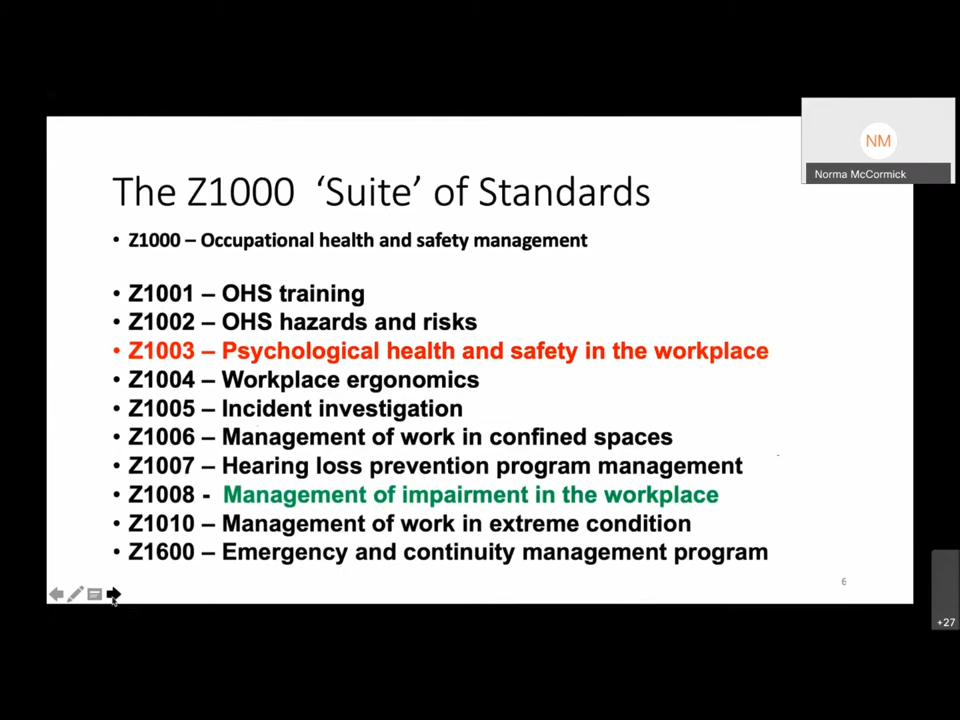 The Z1000 ‘Suite’ of Standards
• Z1000 – Occupational health and safety management
• Z1001 – OHS training
• Z1002 – OHS hazards and risks
• Z1003 – Psychological health and safety in the workplace
• Z1004 – Workplace ergonomics
• Z1005 – Incident investigation
• Z1006 – Management of work in confined spaces
• Z1007 – Hearing loss prevention program management
• Z1008 - Management of impairment in the workplace
• Z1010 – Management of work in extreme condition
• Z1600 – Emergency and continuity management program
6
NM
Norma McCormick
+27